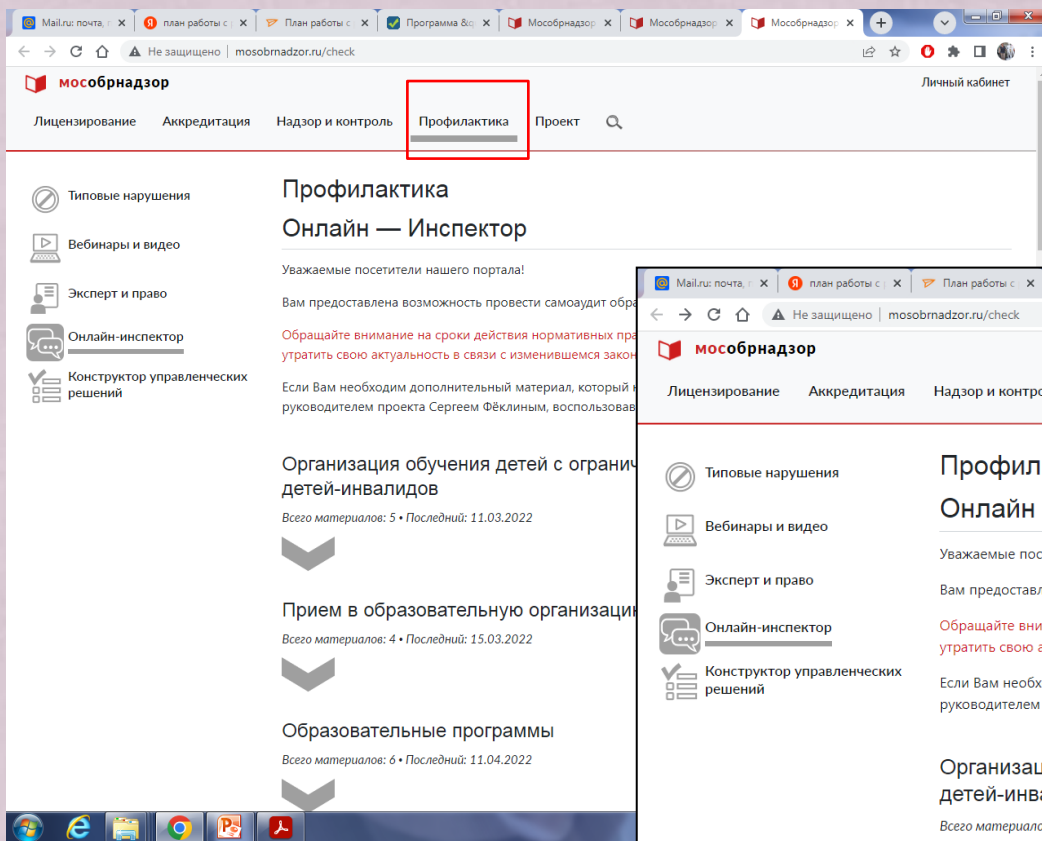 Mail.ru: почта, г
план работы с р
План работы с
Программа &q
Мособрнадзор
Мособрнадзор
Мособрнадзор
Не защищено | mosobrnadzor.ru/check
мособрнадзор
Личный кабинет
Лицензирование Аккредитация Надзор и контроль Профилактика Проект
Типовые нарушения
Вебинары и видео
Эксперт и право
Онлайн-инспектор
Конструктор управленческих
решений
Профилактика
Онлайн — Инспектор
Уважаемые посетители нашего портала!
Вам предоставлена возможность провести самоаудит обра
Обращайте внимание на сроки действия нормативных пра
утратить свою актуальность в связи с изменившемся закон
Если Вам необходим дополнительный материал, который н
руководителем проекта Сергеем Фёклиным, воспользовав
Организация обучения детей с огранич
детей-инвалидов
Всего материалов: 5 • Последний: 11.03.2022
Прием в образовательную организацию
Всего материалов: 4 • Последний: 15.03.2022
Образовательные программы
Всего материалов: 6 • Последний: 11.04.2022
Mail.ru: почта, г
план работы с р
План работы с
Не защищено | mosobrnadzor.ru/check
мособрнадзор
Лицензирование Аккредитация Надзор и контро
Типовые нарушения
Вебинары и видео
Эксперт и право
Онлайн-инспектор
Конструктор управленческих
решений
Профил
Онлайн
Уважаемые пос
Вам предоставл
Обращайте вни
утратить свою а
Если Вам необх
руководителем
Организац
детей-инва
Всего материало